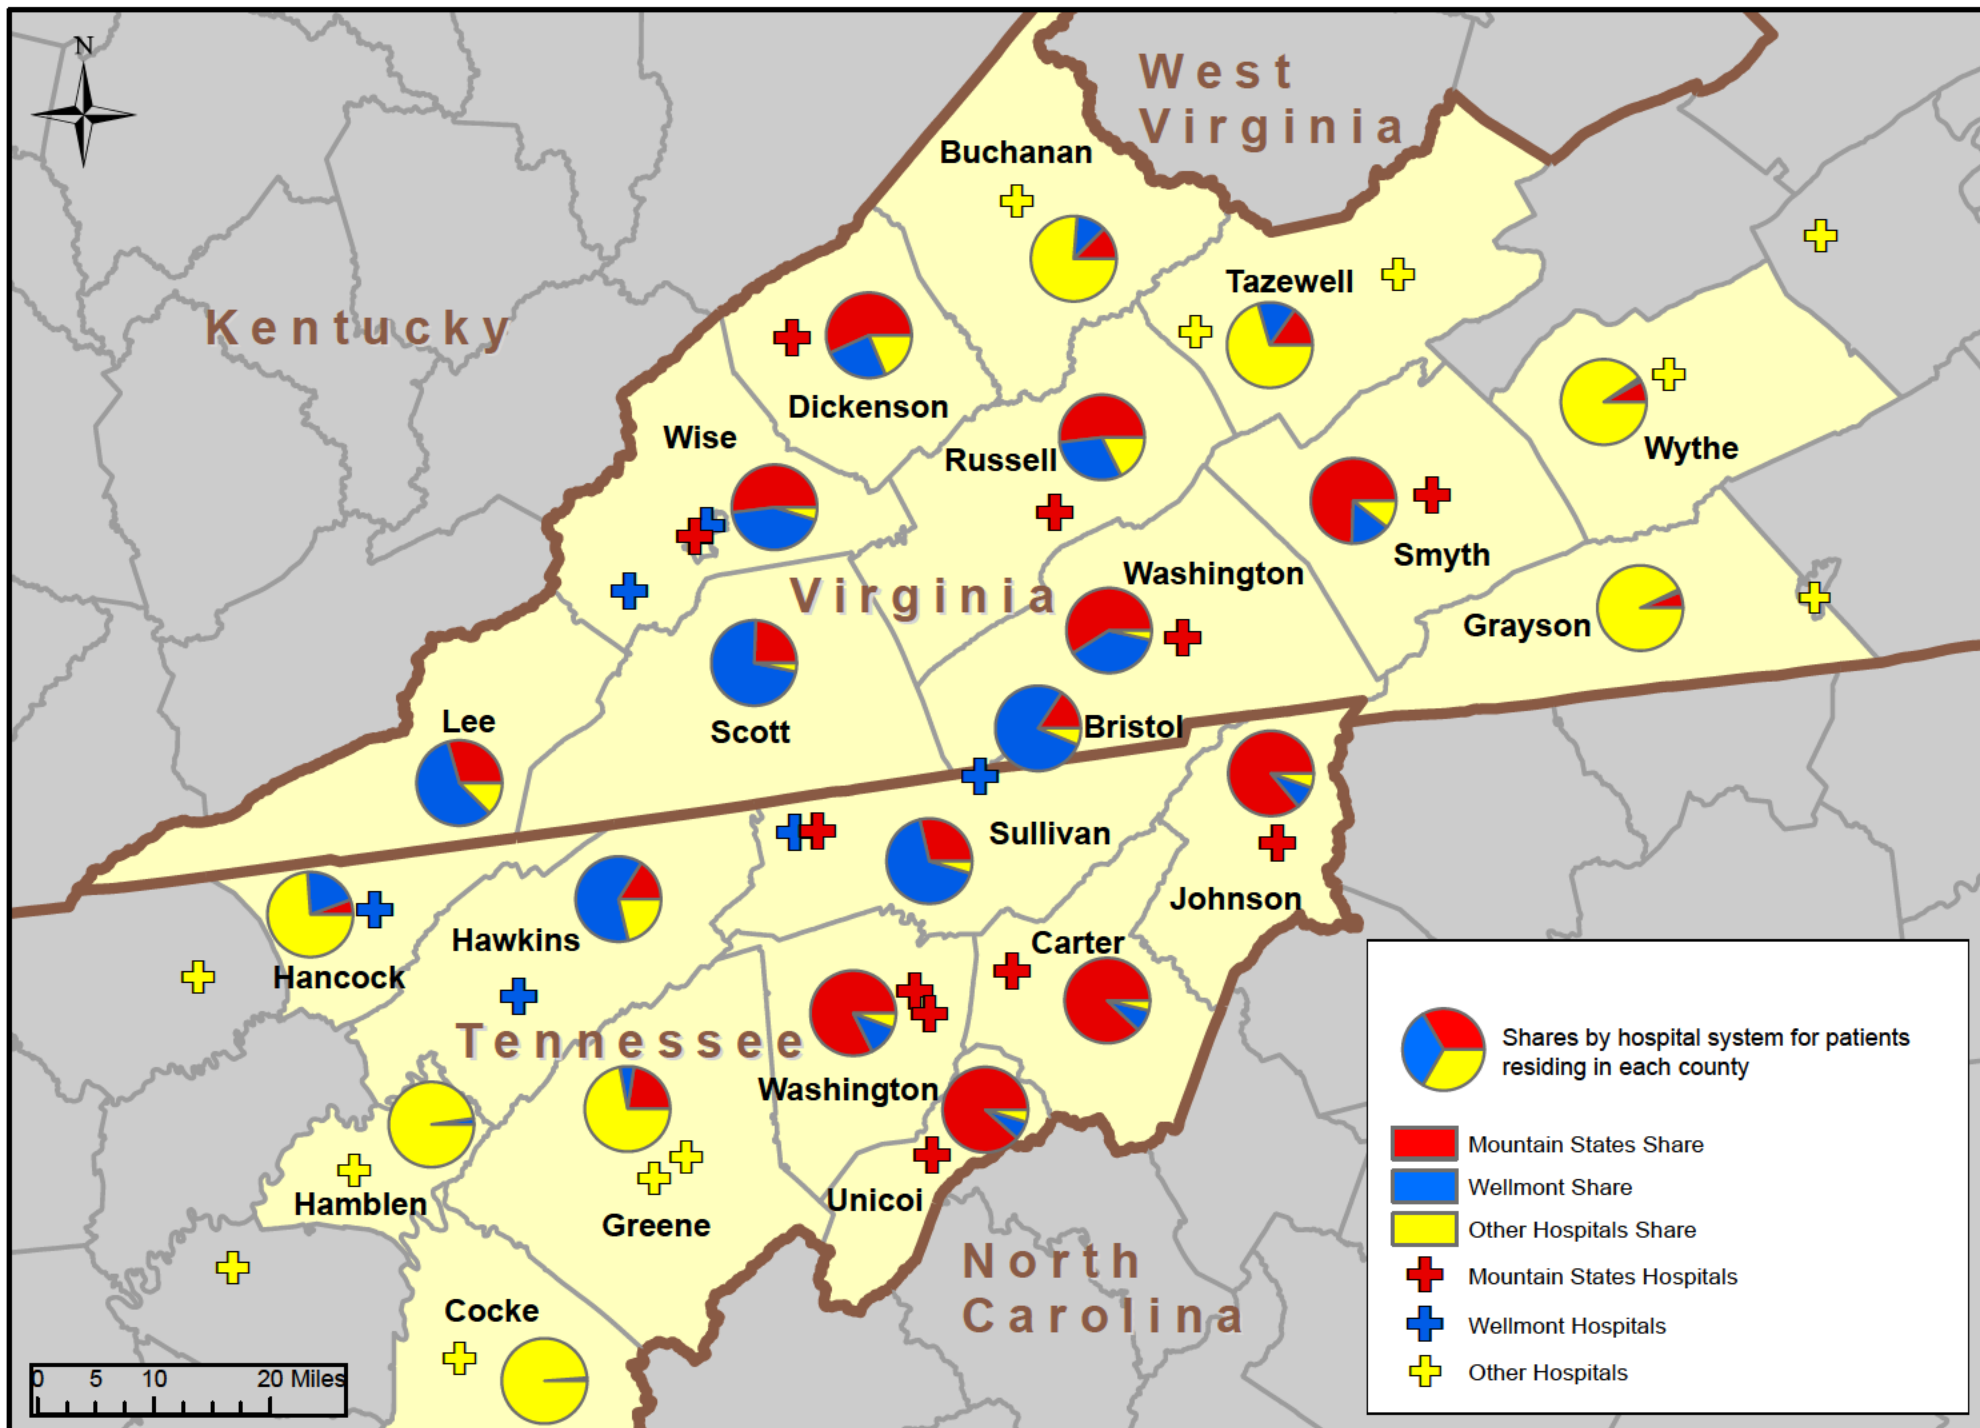 N
West
Virginia
Buchanan
Tazewell
Kentucky
Dickenson
Wise
Russell
Wythe
Smyth
Washington
Virginia
Grayson
Lee
Scott
Bristol
Sullivan
Johnson
Hawkins
Carter
Hancock
Tennessee
Washington
Hamblen
Unicoi
Greene
North
Carolina
Cocke
0 5 10 20 Miles
Shares by hospital system for patients
residing in each county
Mountain States Share
Wellmont Share
Other Hospitals Share
Mountain States Hospitals
Wellmont Hospitals
Other Hospitals